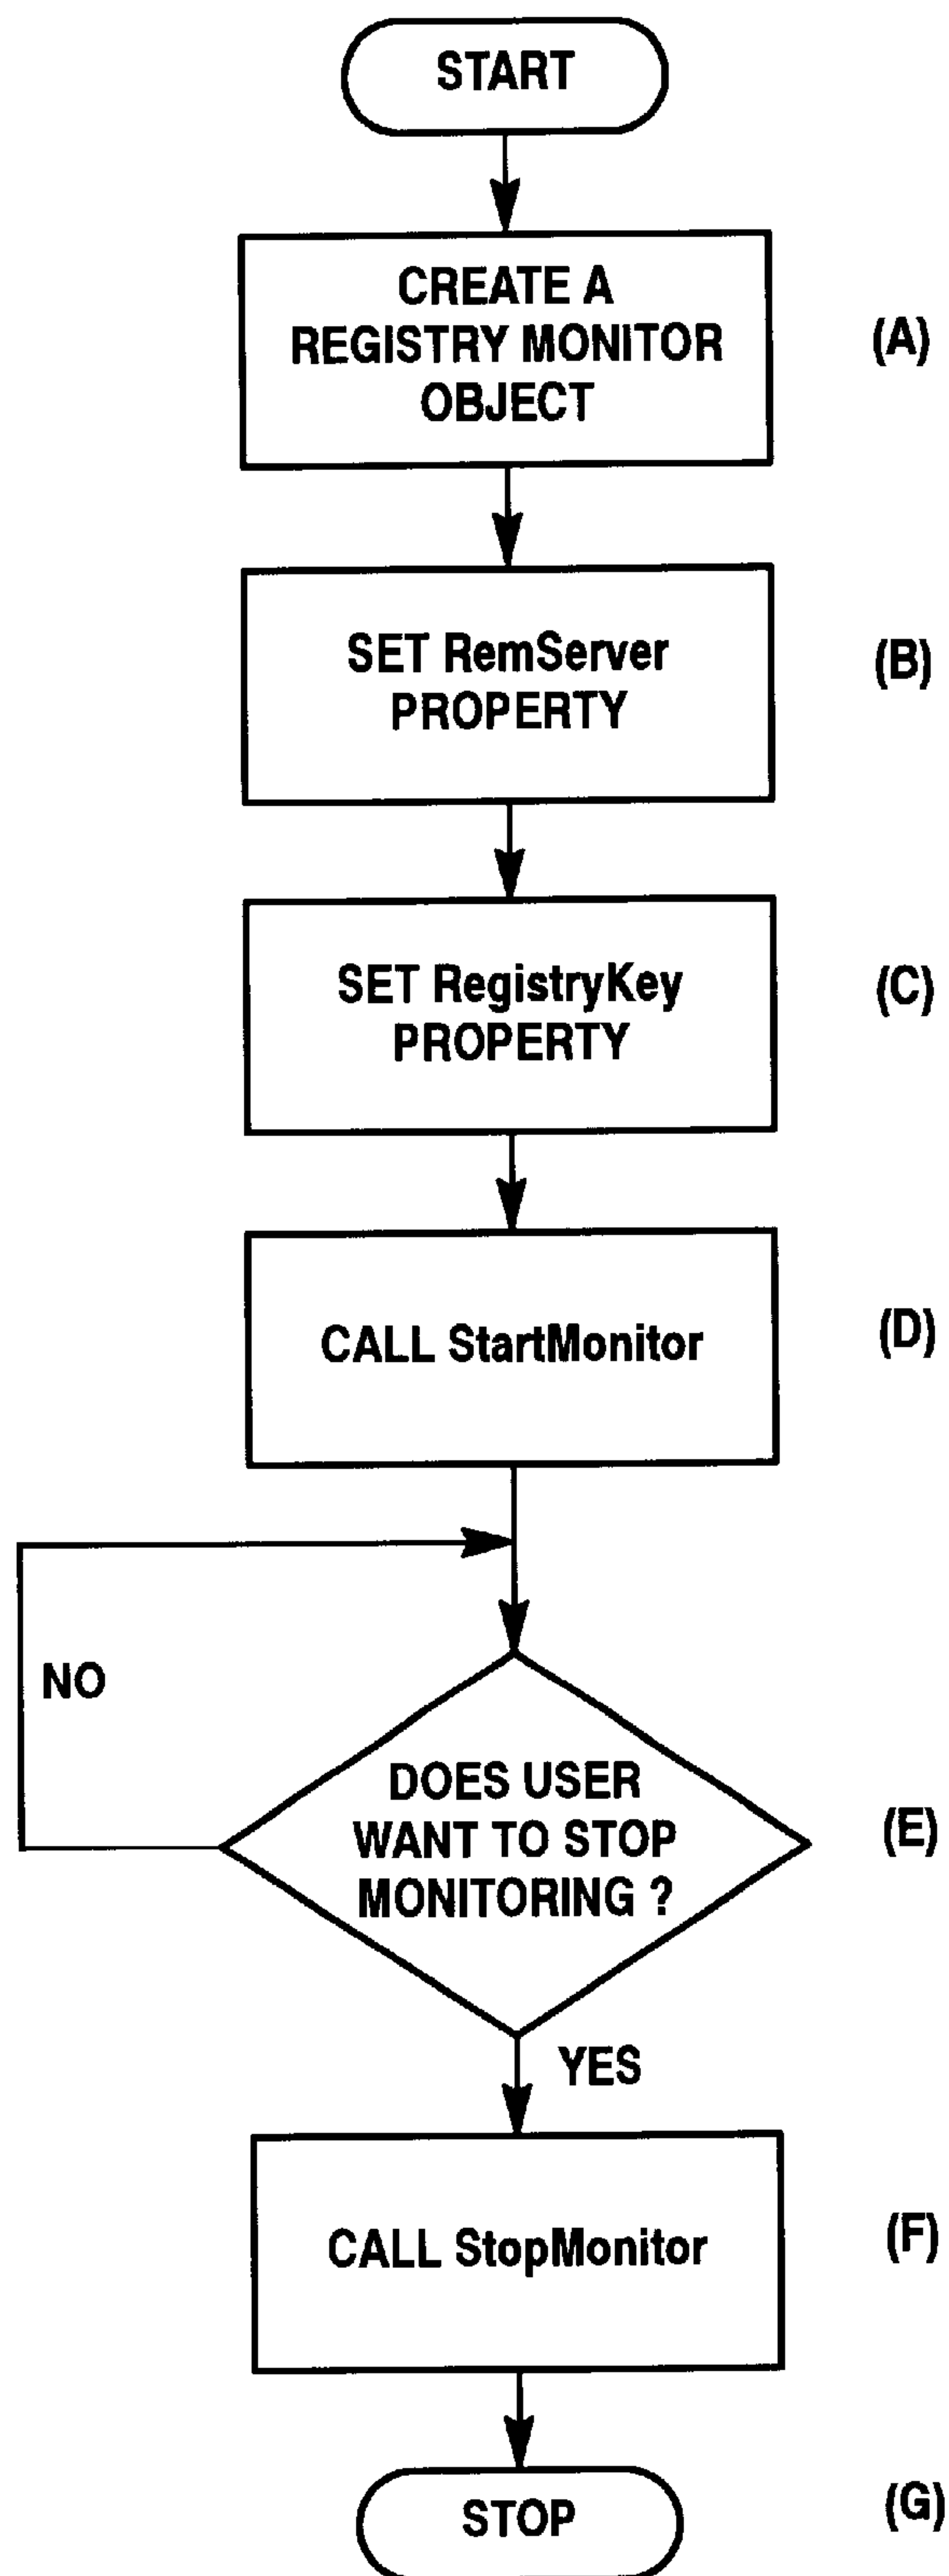 START
CREATE A
REGISTRY MONITOR
OBJECT
(A)
SET RemServer
PROPERTY
(B)
SET RegistryKey
PROPERTY
(C)
CALL StartMonitor
(D)
NO
DOES USER
WANT TO STOP
MONITORING ?
(E)
YES
CALL StopMonitor
(F)
STOP
(G)